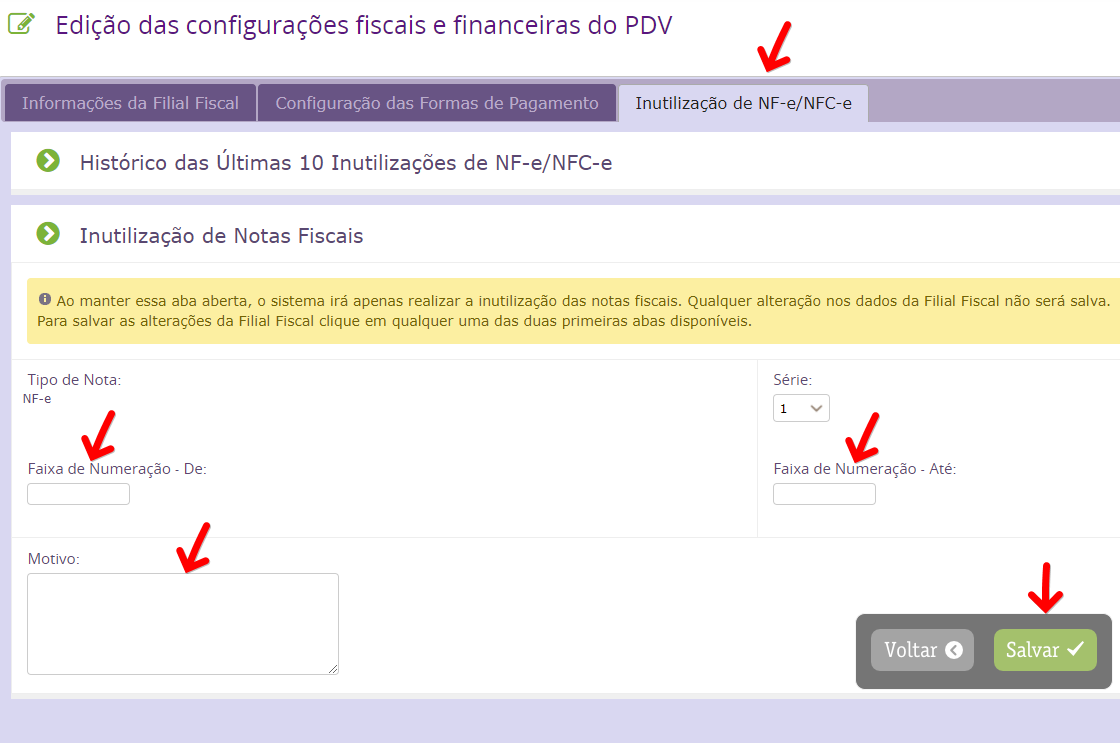 Edição das configurações fiscais e financeiras do PDV
Informações da Filial Fiscal
Configuração das Formas de Pagamento
Inutilização de NF-e/NFC-e
Histórico das Últimas 10 Inutilizações de NF-e/NFC-e
Inutilização de Notas Fiscais
Ao manter essa aba aberta, o sistema irá apenas realizar a inutilização das notas fiscais. Qualquer alteração nos dados da Filial Fiscal não será salva.
Para salvar as alterações da Filial Fiscal clique em qualquer uma das duas primeiras abas disponíveis.
Tipo de Nota:
NF-e
Série:
1
Faixa de Numeração - De:
Faixa de Numeração - Até:
Motivo:
Voltar
Salvar